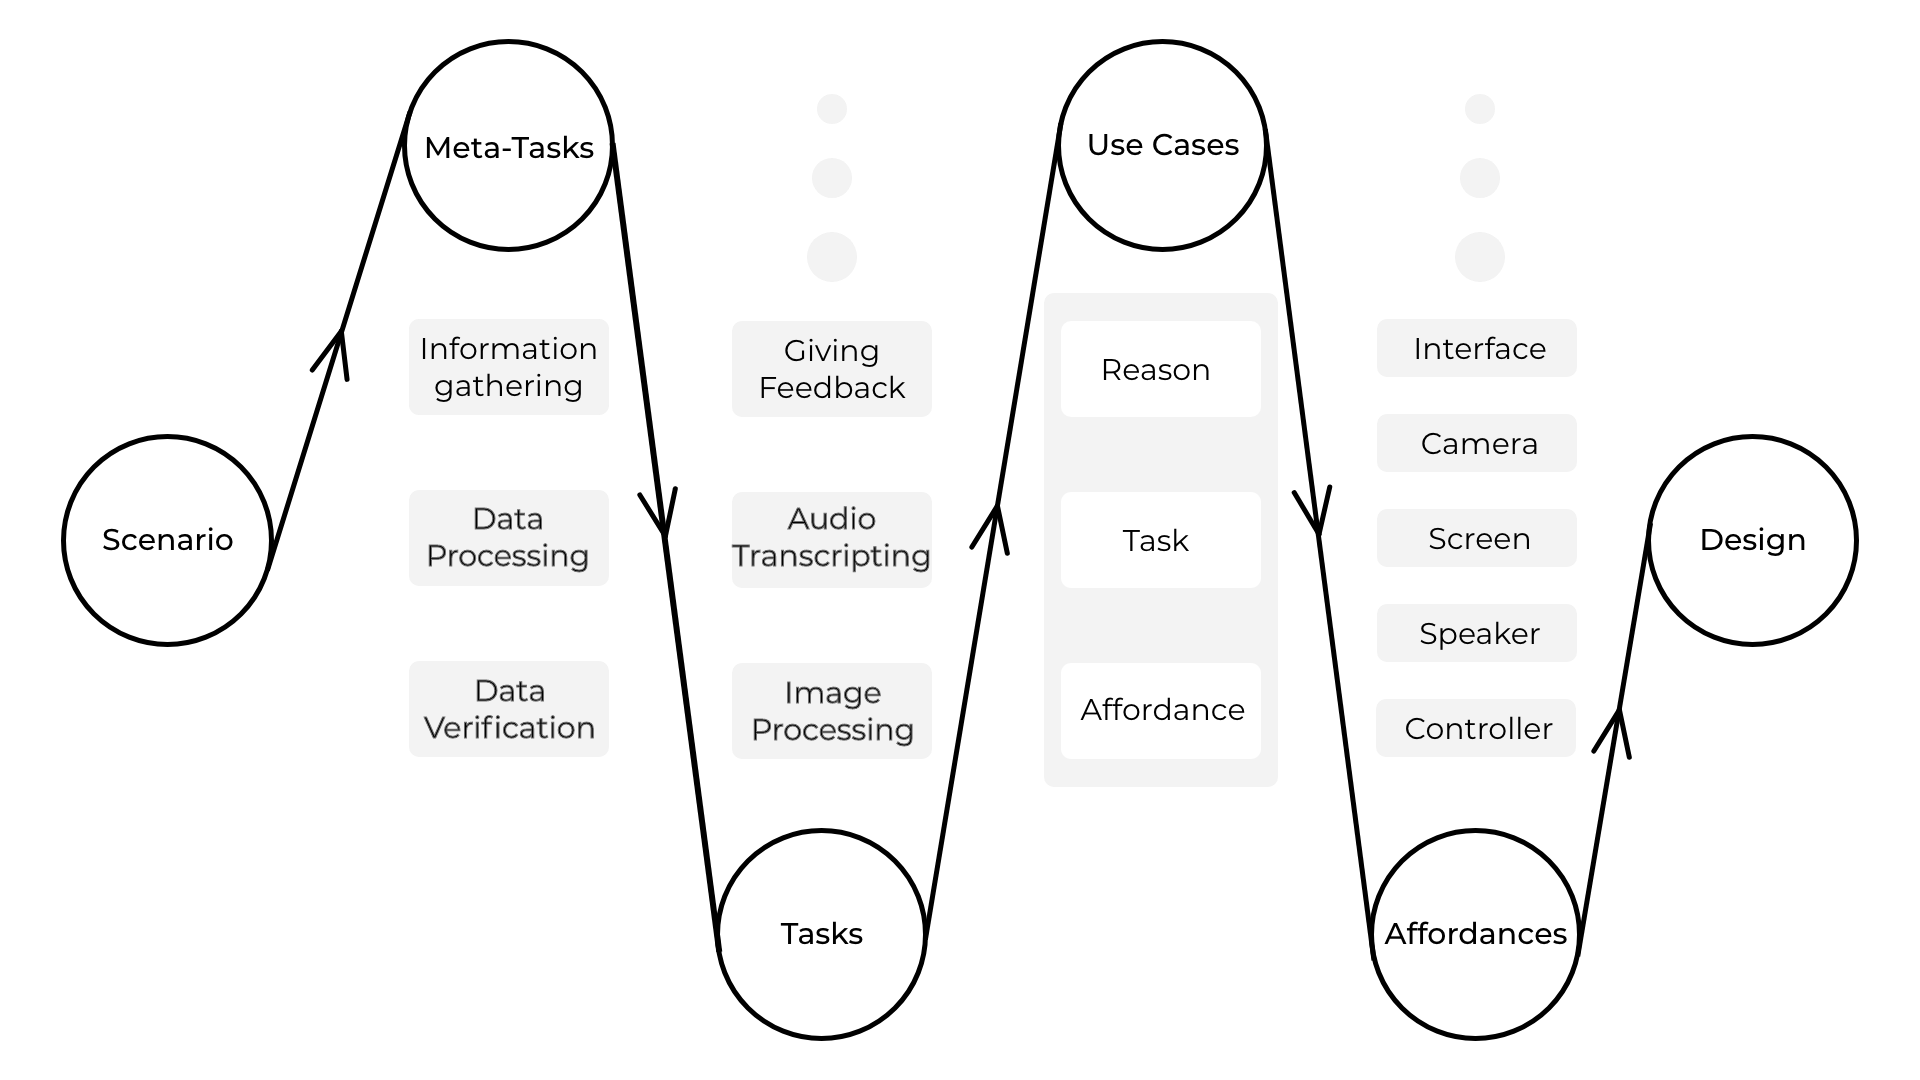 Scenario
Meta-Tasks
Information
gathering
Data
Processing
Data
Verification
Giving
Feedback
Audio
Transcripting
Image
Processing
Tasks
Use Cases
Reason
Task
Affordance
Interface
Camera
Screen
Speaker
Controller
Affordances
Design